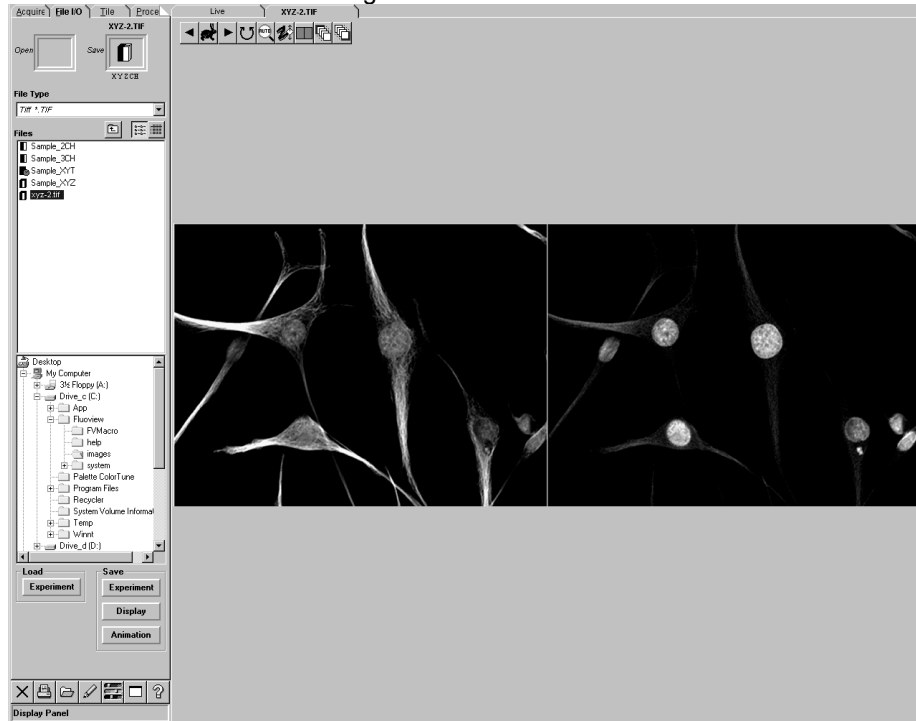 Acquire File I/O Tile Proce
Live XYZ-2.TIF
XYZ-2.TIF
Open Save
XYZCH
AUTO
File Type
Tiff *.TIF
Files
Sample_2CH
Sample_3CH
Sample_XYT
Sample_XYZ
xyz-2.tif
Desktop
My Computer
3½ Floppy (A:)
Drive_c (C:)
App
Fluoview
FVMacro
help
images
system
Palette ColorTune
Program Files
Recycler
System Volume Informat
Temp
Winnt
Drive_d (D:)
Load Save
Experiment Experiment
Display
Animation
Display Panel